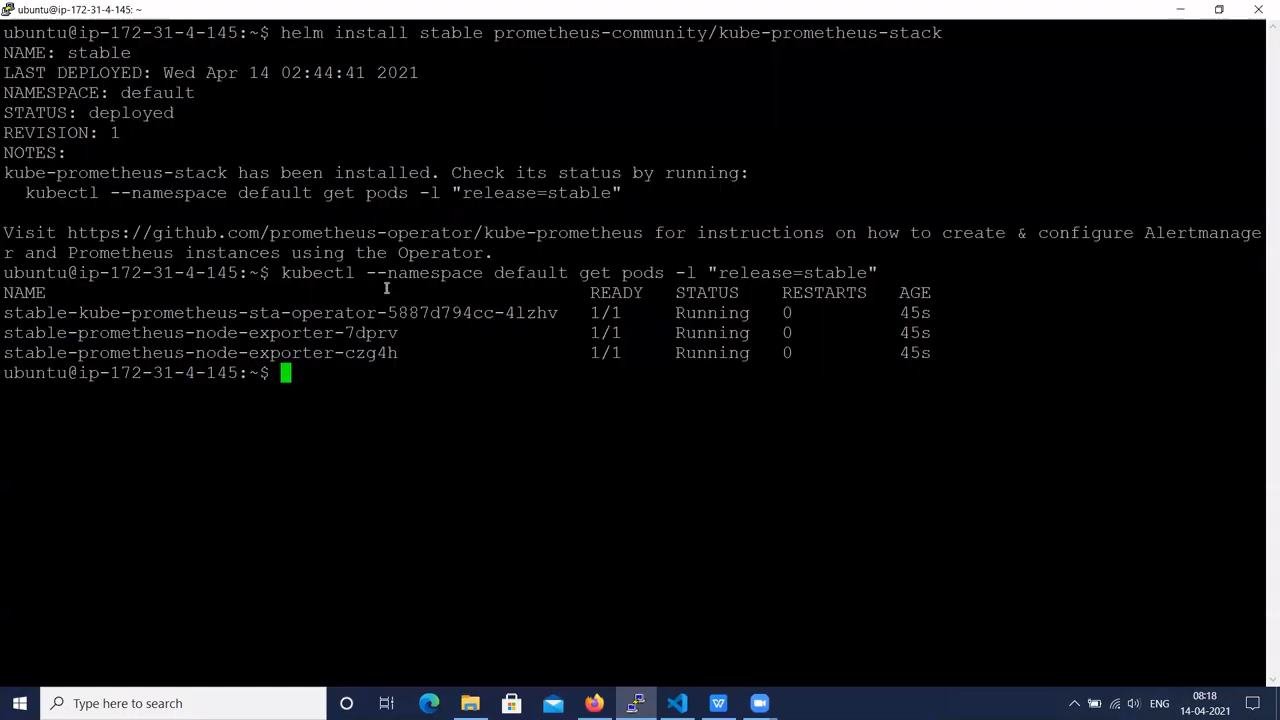 ubuntu@ip-172-31-4-145: ~
ubuntu@ip-172-31-4-145:~$ helm install stable prometheus-community/kube-prometheus-stack
NAME: stable
LAST DEPLOYED: Wed Apr 14 02:44:41 2021
NAMESPACE: default
STATUS: deployed
REVISION: 1
NOTES:
kube-prometheus-stack has been installed. Check its status by running:
  kubectl --namespace default get pods -l "release=stable"

Visit https://github.com/prometheus-operator/kube-prometheus for instructions on how to create & configure Alertmanage
r and Prometheus instances using the Operator.
ubuntu@ip-172-31-4-145:~$ kubectl --namespace default get pods -l "release=stable"
NAME READY STATUS RESTARTS AGE
stable-kube-prometheus-sta-operator-5887d794cc-4lzhv 1/1 Running 0 45s
stable-prometheus-node-exporter-7dprv 1/1 Running 0 45s
stable-prometheus-node-exporter-czg4h 1/1 Running 0 45s
ubuntu@ip-172-31-4-145:~$
Type here to search
ENG
08:18
14-04-2021